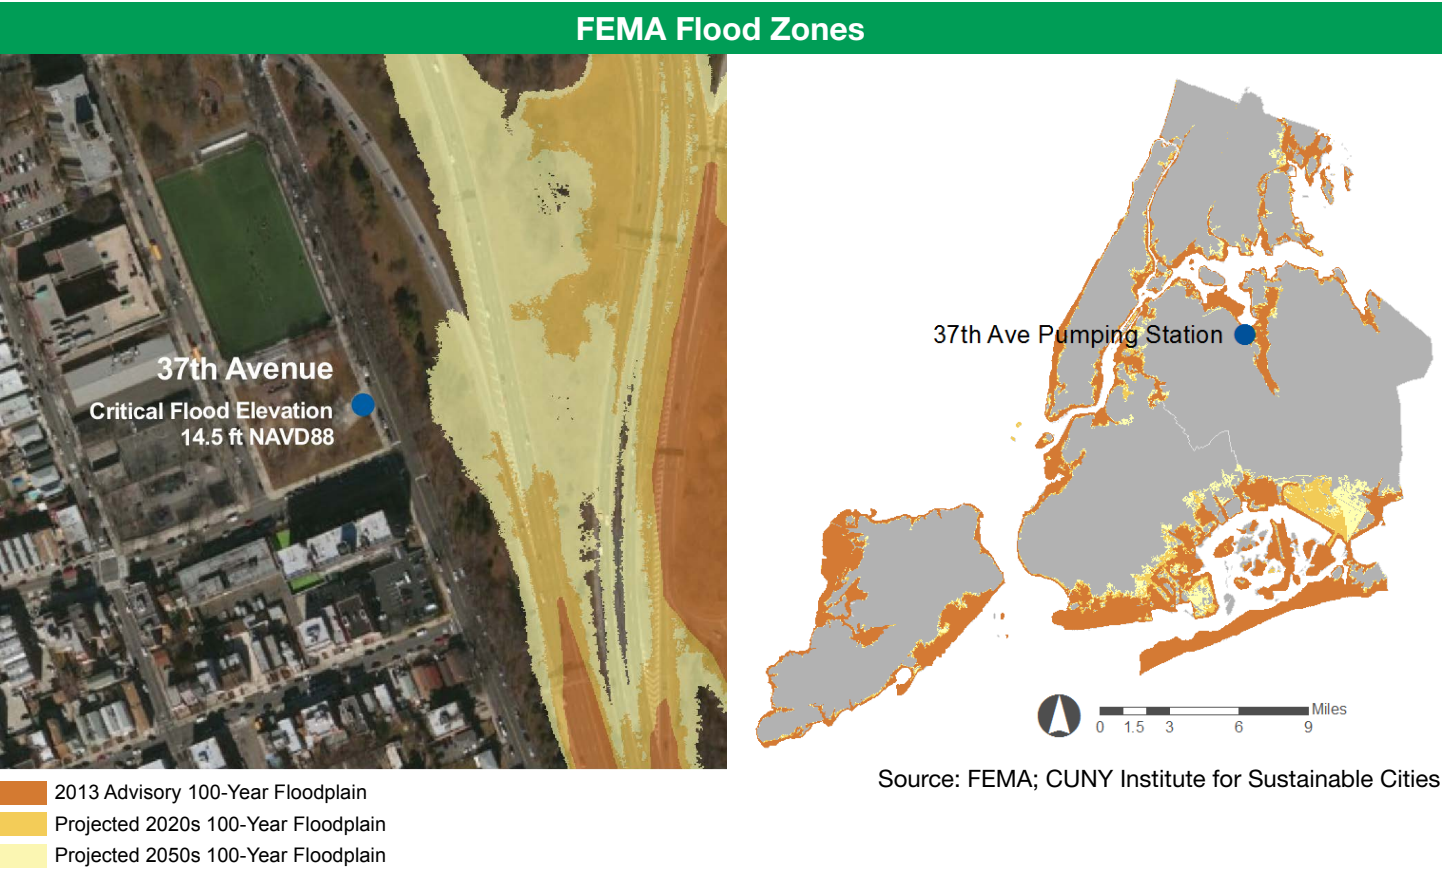 FEMA Flood Zones
37th Avenue
Critical Flood Elevation
14.5 ft NAVD88
37th Ave Pumping Station
Miles
0 1.5 3 6 9
Source: FEMA; CUNY Institute for Sustainable Cities
2013 Advisory 100-Year Floodplain
Projected 2020s 100-Year Floodplain
Projected 2050s 100-Year Floodplain